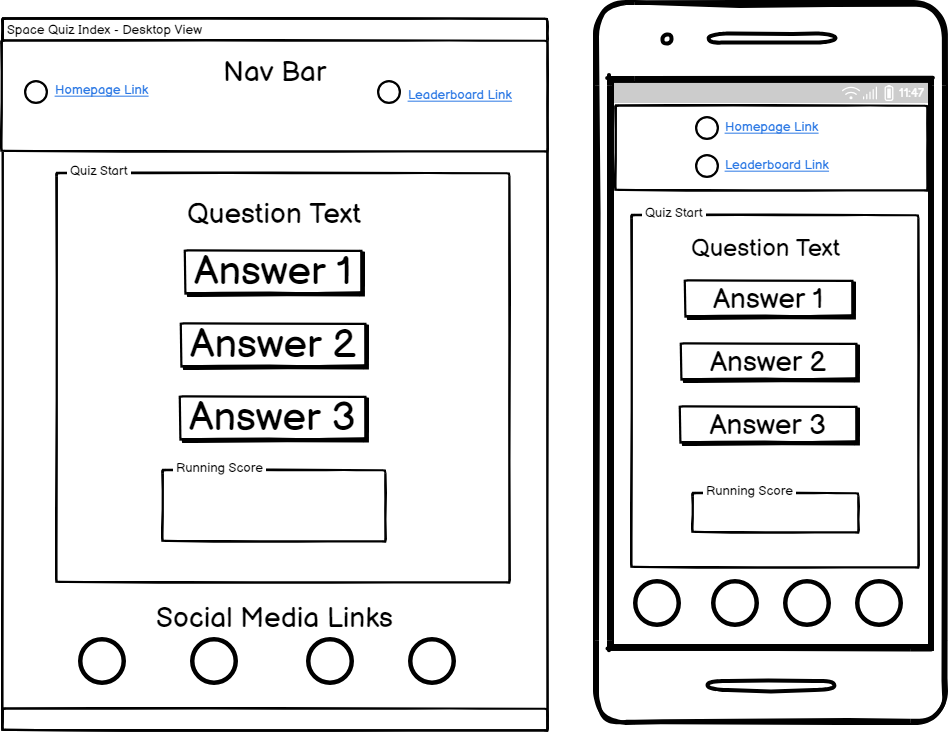 Space Quiz Index - Desktop View
Nav Bar
Homepage Link
Leaderboard Link
Quiz Start
Question Text
Answer 1
Answer 2
Answer 3
Running Score
Social Media Links
11:47
Homepage Link
Leaderboard Link
Quiz Start
Question Text
Answer 1
Answer 2
Answer 3
Running Score